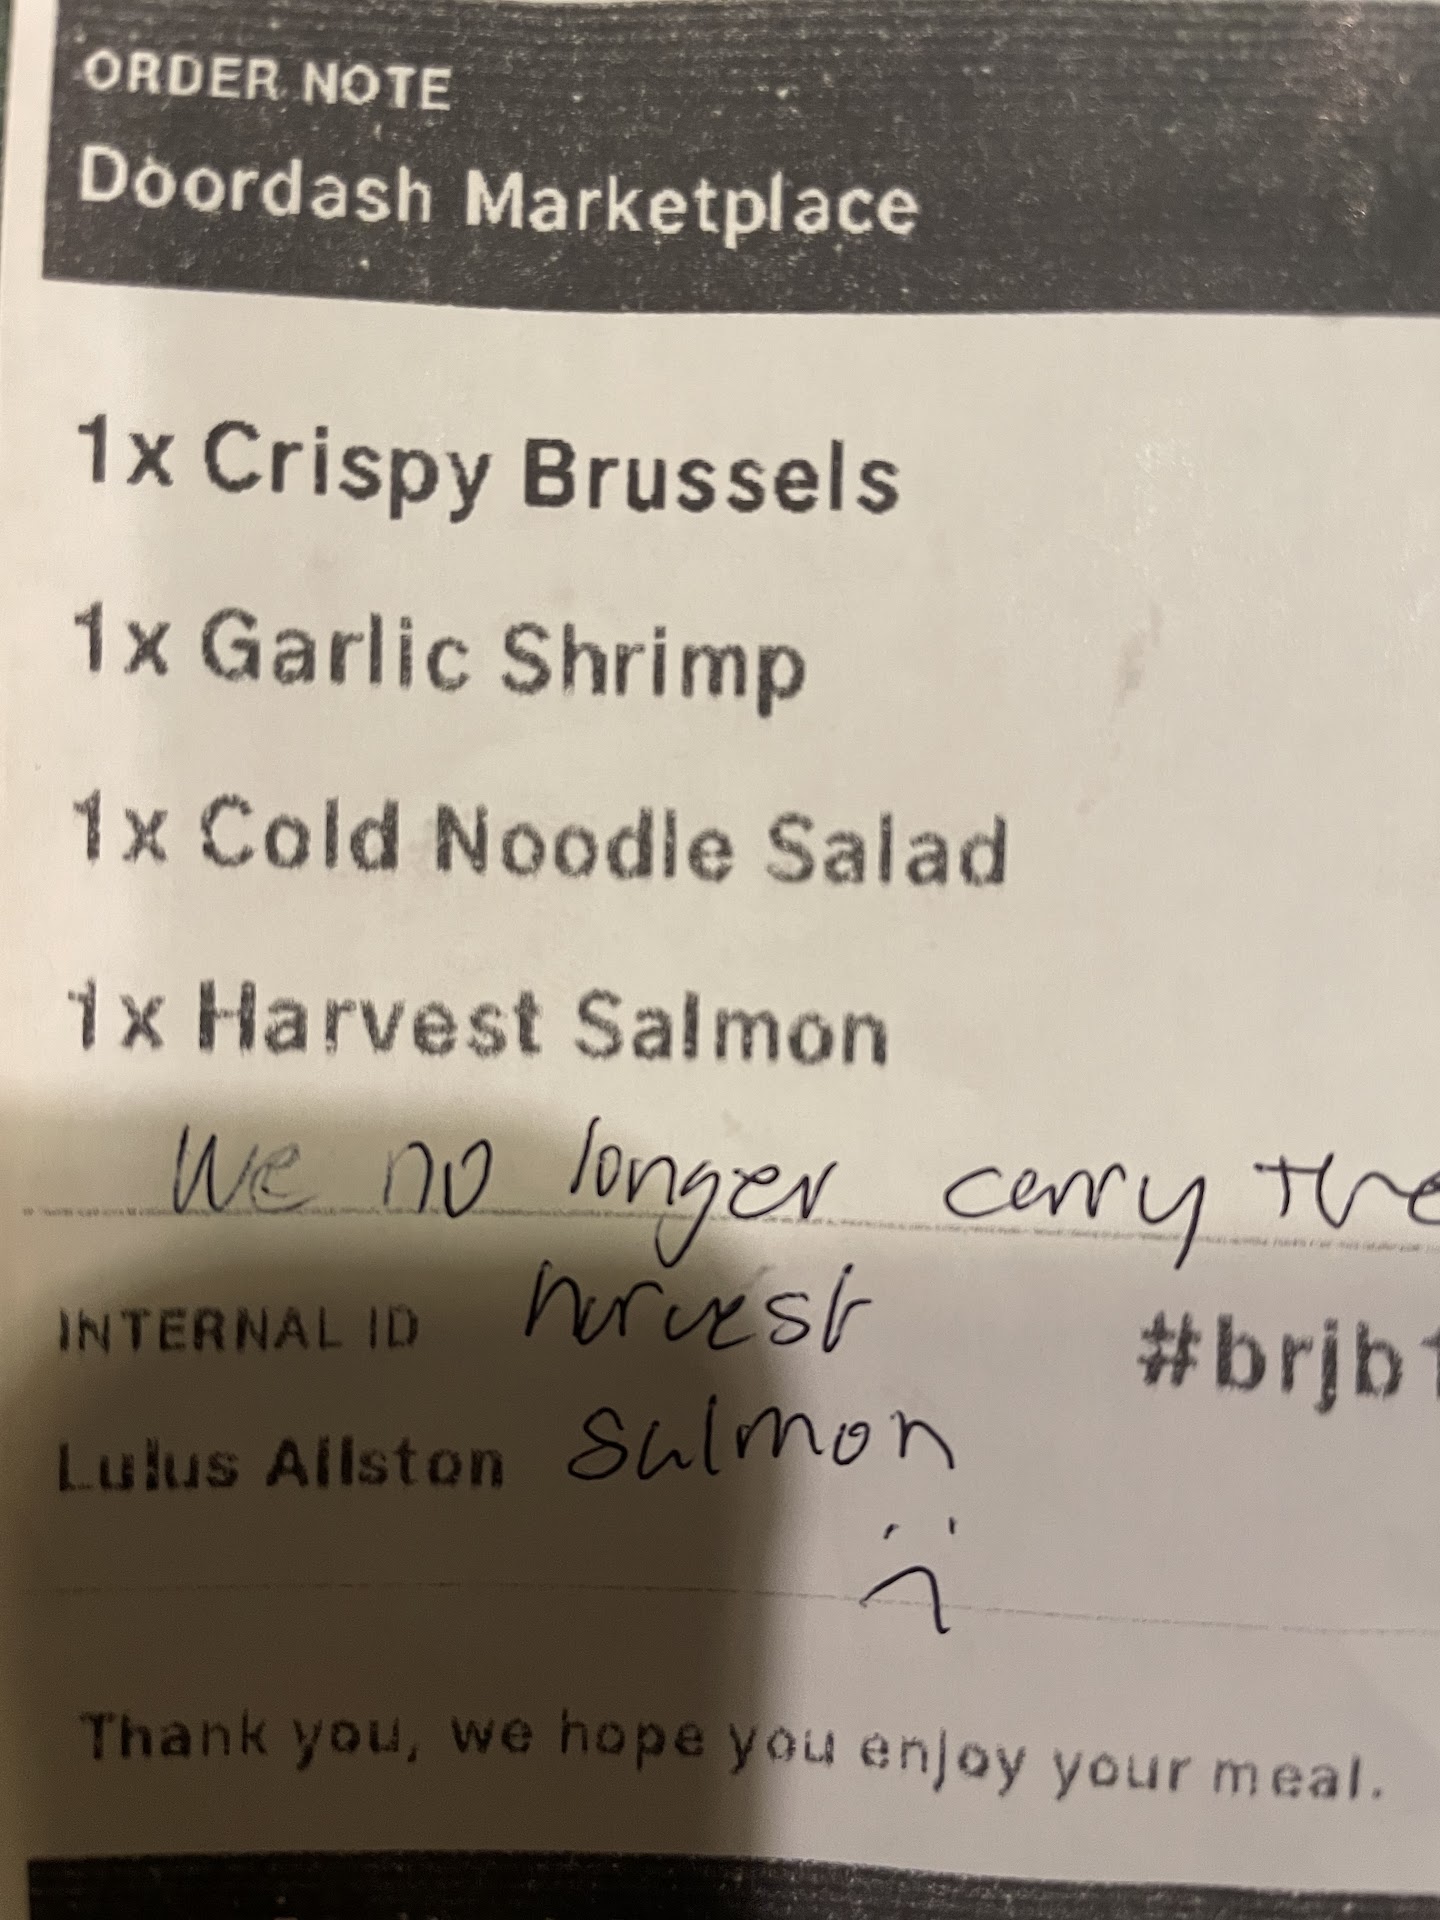 ORDER NOTE
Doordash Marketplace
1x Crispy Brussels
1x Garlic Shrimp
1x Cold Noodle Salad
1x Harvest Salmon
We no longer carry the
harvest
salmon
:(
INTERNAL ID
#brjb
Lulus Allston
Thank you, we hope you enjoy your meal.